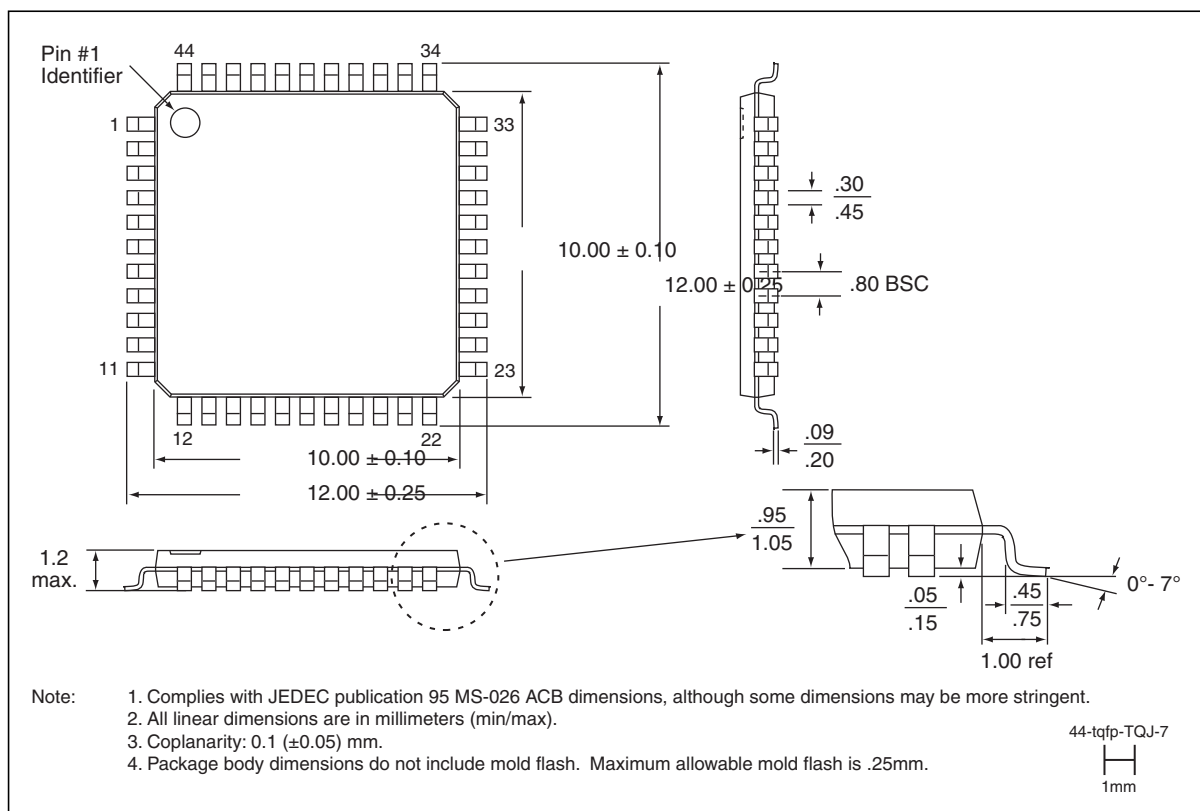 Pin #1
Identifier
44
34
1
33
11
23
12
22
10.00 ± 0.10
12.00 ± 0.25
10.00 ± 0.10
12.00 ± 0.25
.30
.45
.80 BSC
.09
.20
1.2
max.
.95
1.05
.05
.15
.45
.75
0°- 7°
1.00 ref
Note:
1. Complies with JEDEC publication 95 MS-026 ACB dimensions, although some dimensions may be more stringent.
2. All linear dimensions are in millimeters (min/max).
3. Coplanarity: 0.1 (±0.05) mm.
4. Package body dimensions do not include mold flash. Maximum allowable mold flash is .25mm.
44-tqfp-TQJ-7
1mm